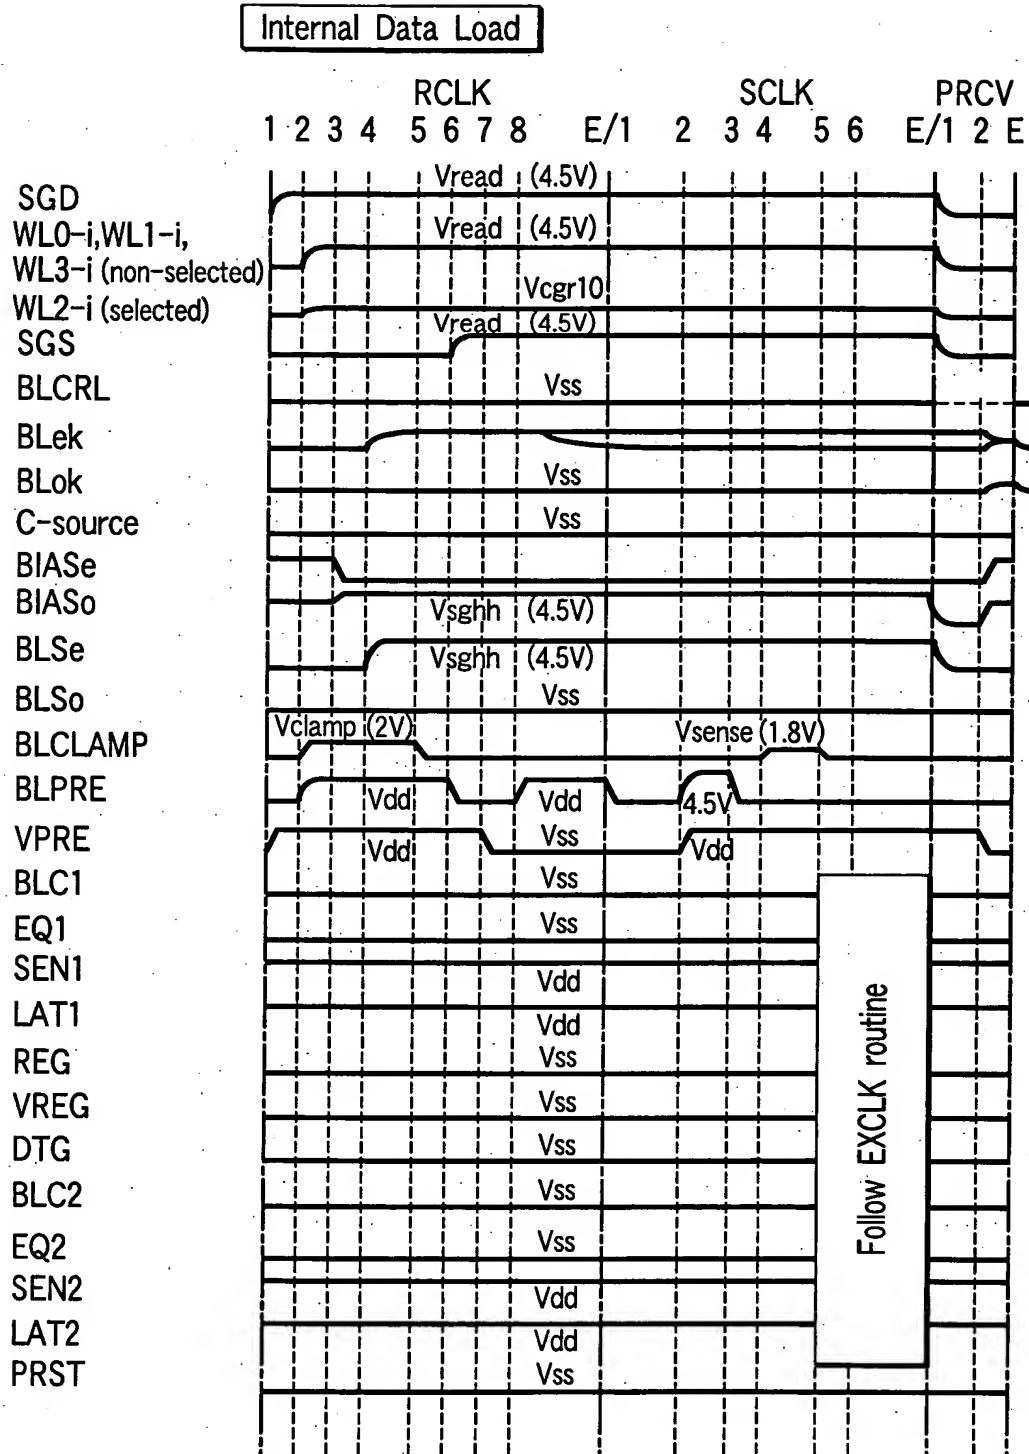 Internal Data Load
RCLK SCLK PRCV
1 2 3 4 5 6 7 8 E/1 2 3 4 5 6 E/1 2 E
SGD Vread (4.5V)
WL0-i,WL1-i,
WL3-i (non-selected) Vread (4.5V)
WL2-i (selected) Vcgr10
SGS Vread (4.5V)
BLCRL Vss
BLek
BLok Vss
C-source Vss
BIASe
BIASo Vsghh (4.5V)
BLSe Vsghh (4.5V)
BLSo Vss
BLCLAMP Vclamp (2V) Vsense (1.8V)
BLPRE Vdd Vdd 4.5V
VPRE Vdd Vss Vdd
BLC1 Vss
EQ1 Vss
SEN1 Vdd
LAT1 Vdd
REG Vss
VREG Vss
DTG Vss
BLC2 Vss
EQ2 Vss
SEN2 Vdd
LAT2 Vdd
PRST Vss
Follow EXCLK routine